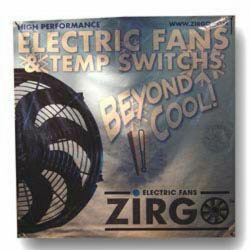 HIGH PERFORMANCE
WWW.ZIRGO
ELECTRIC FANS
& TEMP SWITCHS
BEYOND
COOL!
ELECTRIC FANS
ZIRGO